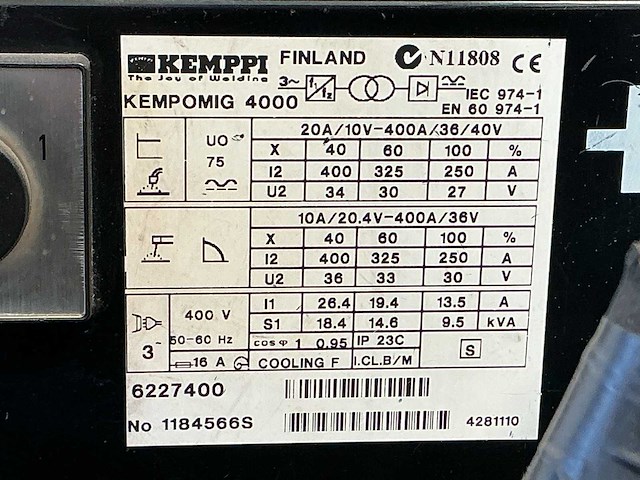 KEMPPI FINLAND N11808 CE
The Joy of Welding
3~ f1 f2 IEC 974-1
KEMPOMIG 4000 EN 60 974-1
20A/10V-400A/36/40V
UO X 40 60 100 %
75 I2 400 325 250 A
U2 34 30 27 V
10A/20.4V-400A/36V
X 40 60 100 %
I2 400 325 250 A
U2 36 33 30 V
400 V I1 26.4 19.4 13.5 A
S1 18.4 14.6 9.5 kVA
3~ 50-60 Hz cos φ 1 0.95 IP 23C S
16 A COOLING F I.CL.B/M
6227400
No 1184566S 4281110
1